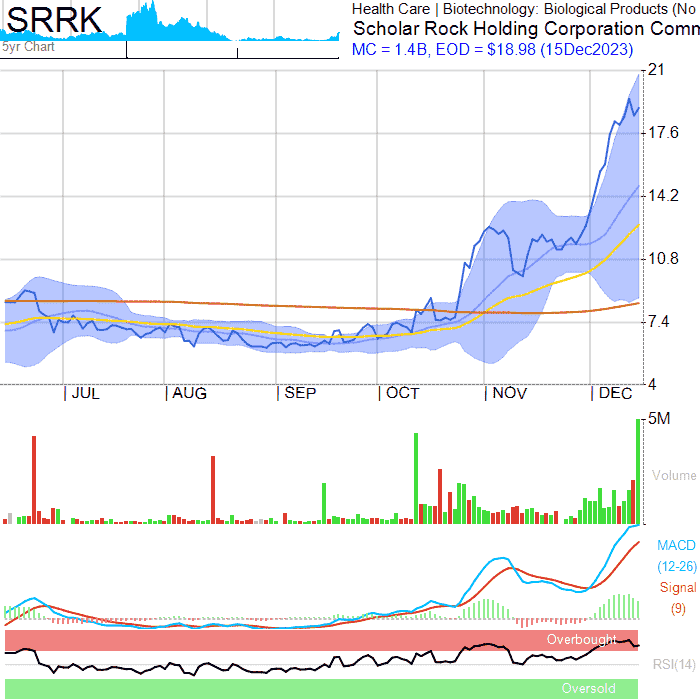 SRRK
5yr Chart
Health Care | Biotechnology: Biological Products (No
Scholar Rock Holding Corporation Comm
MC = 1.4B, EOD = $18.98 (15Dec2023)
21
17.6
14.2
10.8
7.4
4
JUL
AUG
SEP
OCT
NOV
DEC
5M
Volume
MACD
(12-26)
Signal
(9)
Overbought
RSI(14)
Oversold